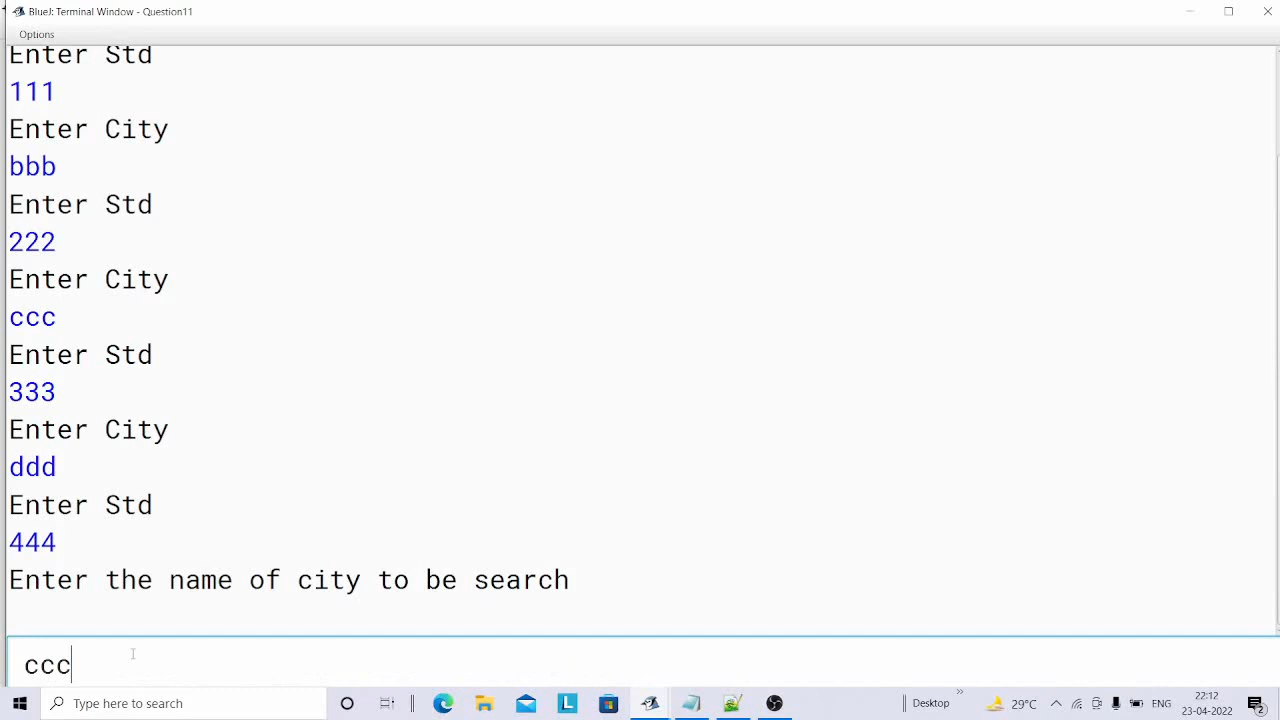 BlueJ: Terminal Window - Question11
Options
Enter Std
111
Enter City
bbb
Enter Std
222
Enter City
ccc
Enter Std
333
Enter City
ddd
Enter Std
444
Enter the name of city to be search
ccc
Type here to search
L
Desktop
»
29°C
ENG
22:12
23-04-2022
2